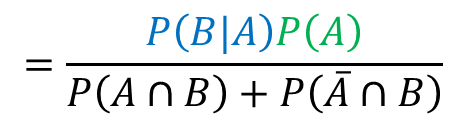 = P(B|A)P(A)
P(A ∩ B) + P(Ā ∩ B)